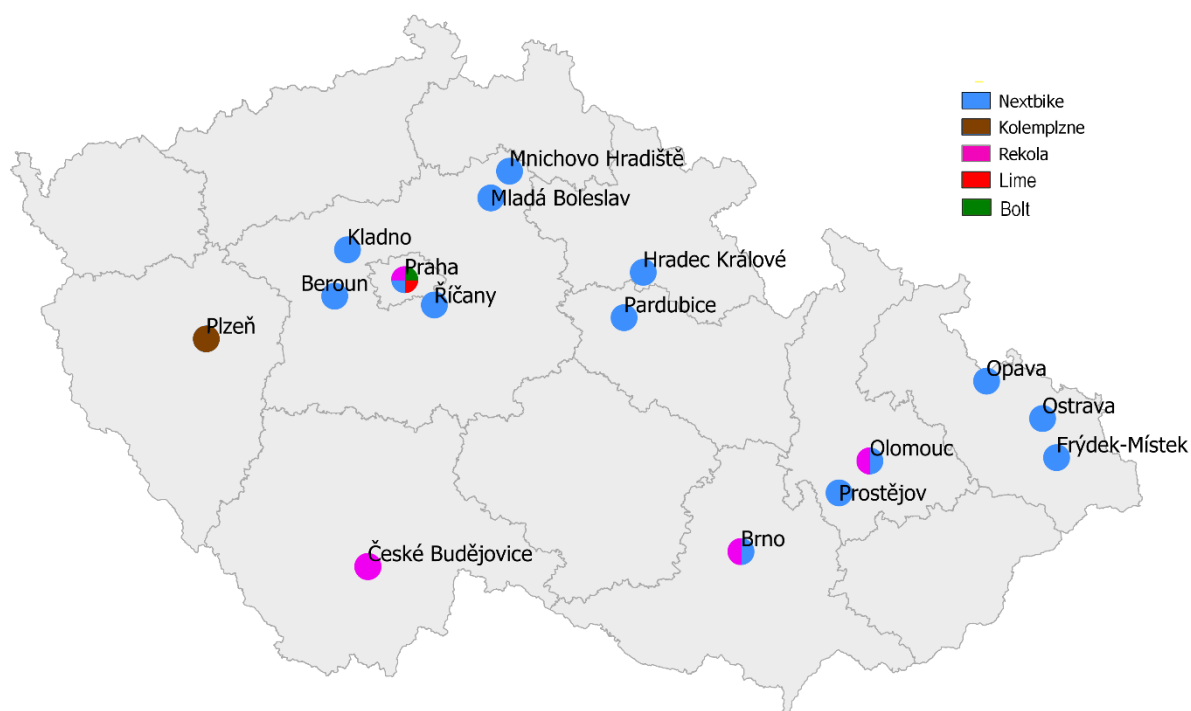 Nextbike
Kolemplzne
Rekola
Lime
Bolt
Mnichovo Hradiště
Mladá Boleslav
Kladno
Praha
Beroun
Říčany
Hradec Králové
Pardubice
Plzeň
Opava
Ostrava
Frýdek-Místek
Olomouc
Prostějov
Brno
České Budějovice